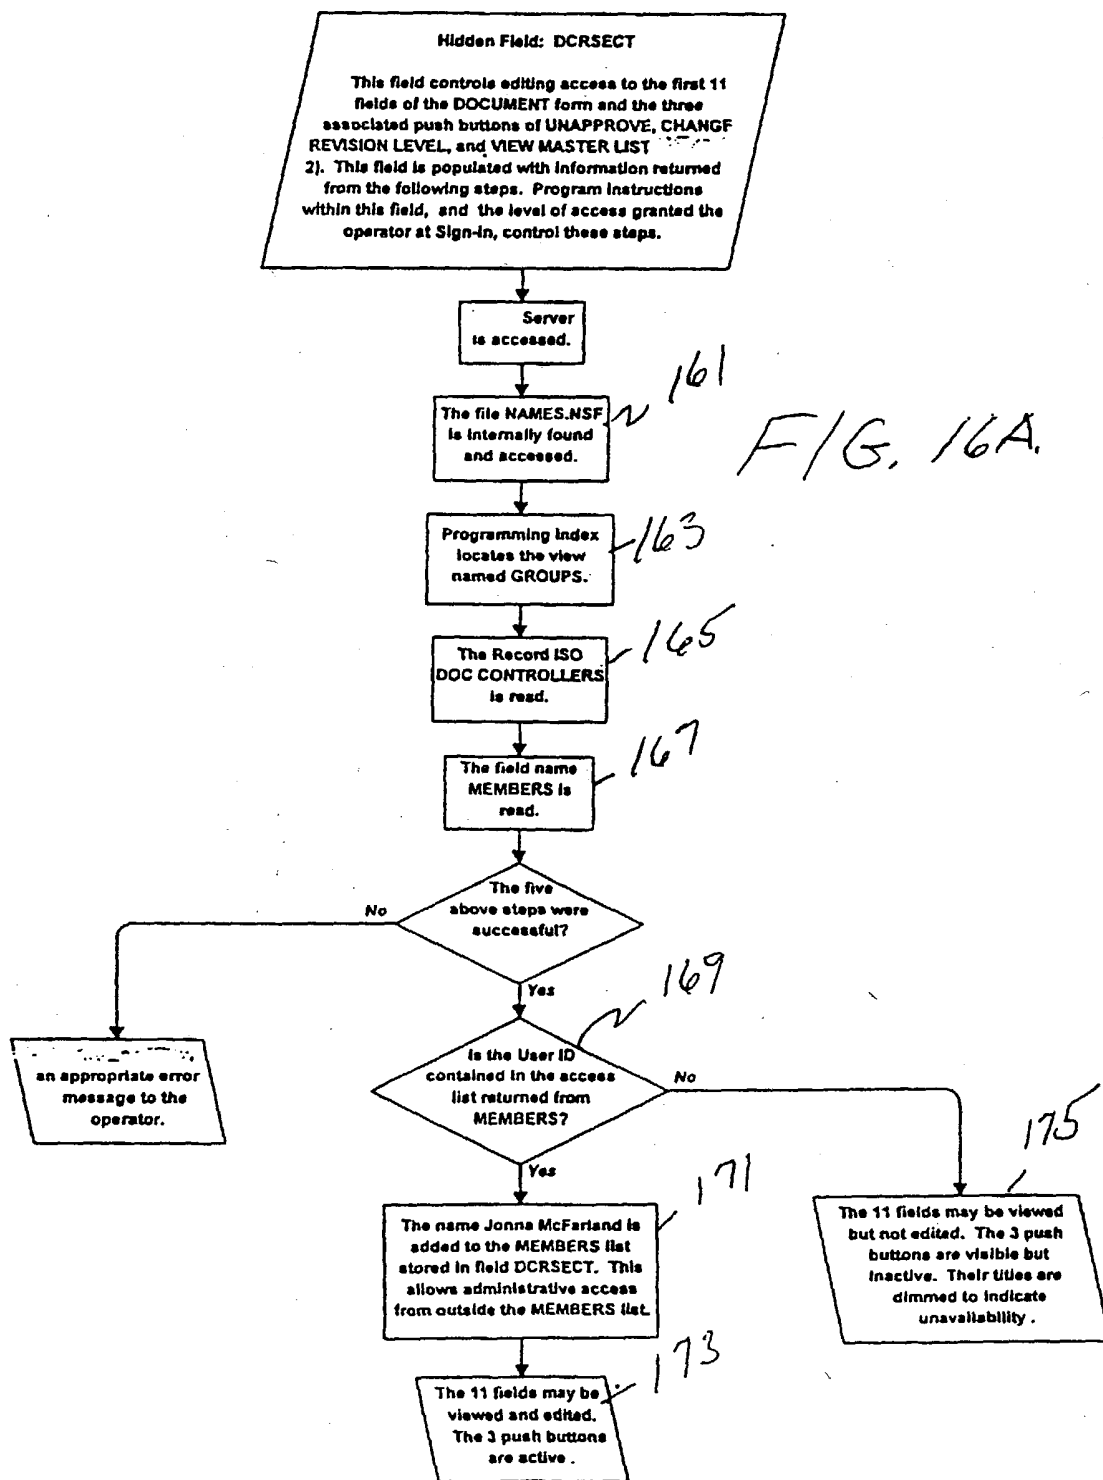 Hidden Field: DCRSECT
This field controls editing access to the first 11
fields of the DOCUMENT form and the three
associated push buttons of UNAPPROVE, CHANGE
REVISION LEVEL, and VIEW MASTER LIST
2). This field is populated with information returned
from the following steps. Program instructions
within this field, and the level of access granted the
operator at Sign-in, control these steps.
Server
is accessed.
161
The file NAMES.NSF
is internally found
and accessed.
FIG. 16A.
Programming index
locates the view
named GROUPS.
163
The Record ISO
DOC CONTROLLERS
is read.
165
The field name
MEMBERS is
read.
167
The five
above steps were
successful?
No
Yes
169
an appropriate error
message to the
operator.
Is the User ID
contained in the access
list returned from
MEMBERS?
No
Yes
171
The name Jonna McFarland is
added to the MEMBERS list
stored in field DCRSECT. This
allows administrative access
from outside the MEMBERS list.
175
The 11 fields may be viewed
but not edited. The 3 push
buttons are visible but
inactive. Their titles are
dimmed to indicate
unavailability .
173
The 11 fields may be
viewed and edited.
The 3 push buttons
are active .